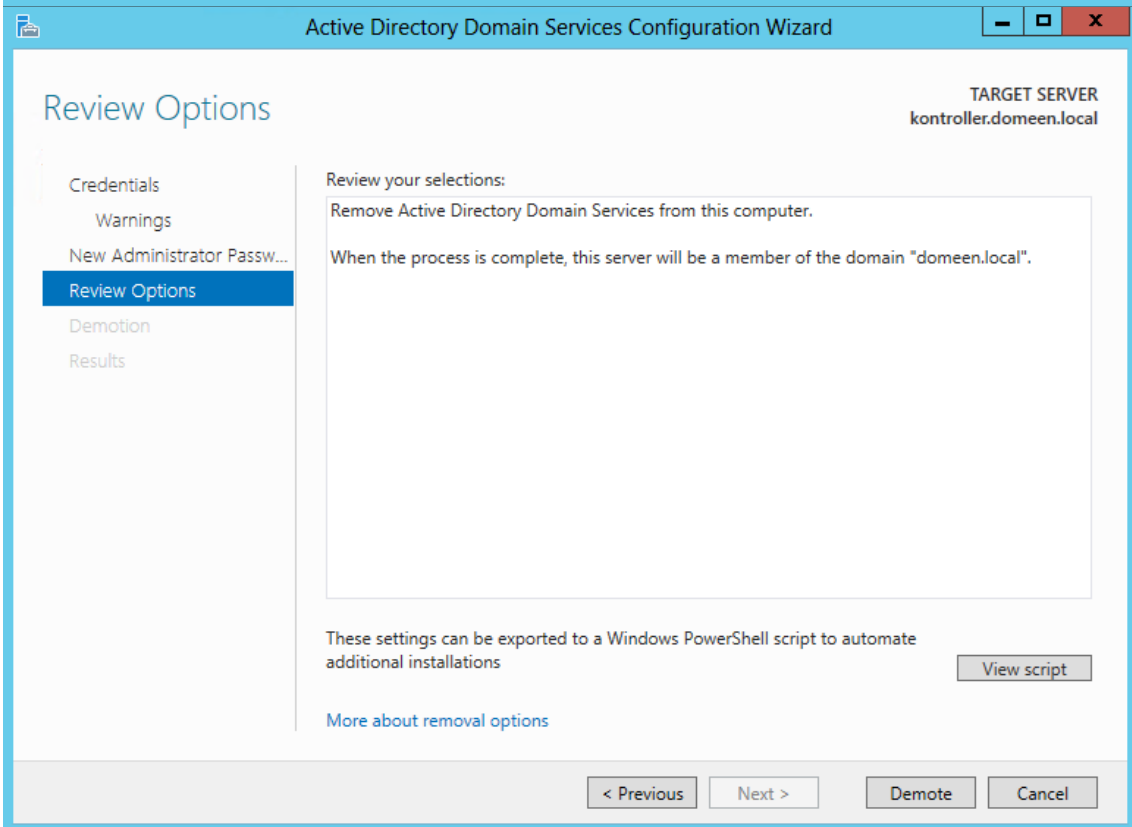 Active Directory Domain Services Configuration Wizard
Review Options
TARGET SERVER
kontroller.domeen.local
Credentials
Warnings
New Administrator Passw...
Review Options
Demotion
Results
Review your selections:
Remove Active Directory Domain Services from this computer.
When the process is complete, this server will be a member of the domain "domeen.local".
These settings can be exported to a Windows PowerShell script to automate
additional installations
View script
More about removal options
< Previous
Next >
Demote
Cancel